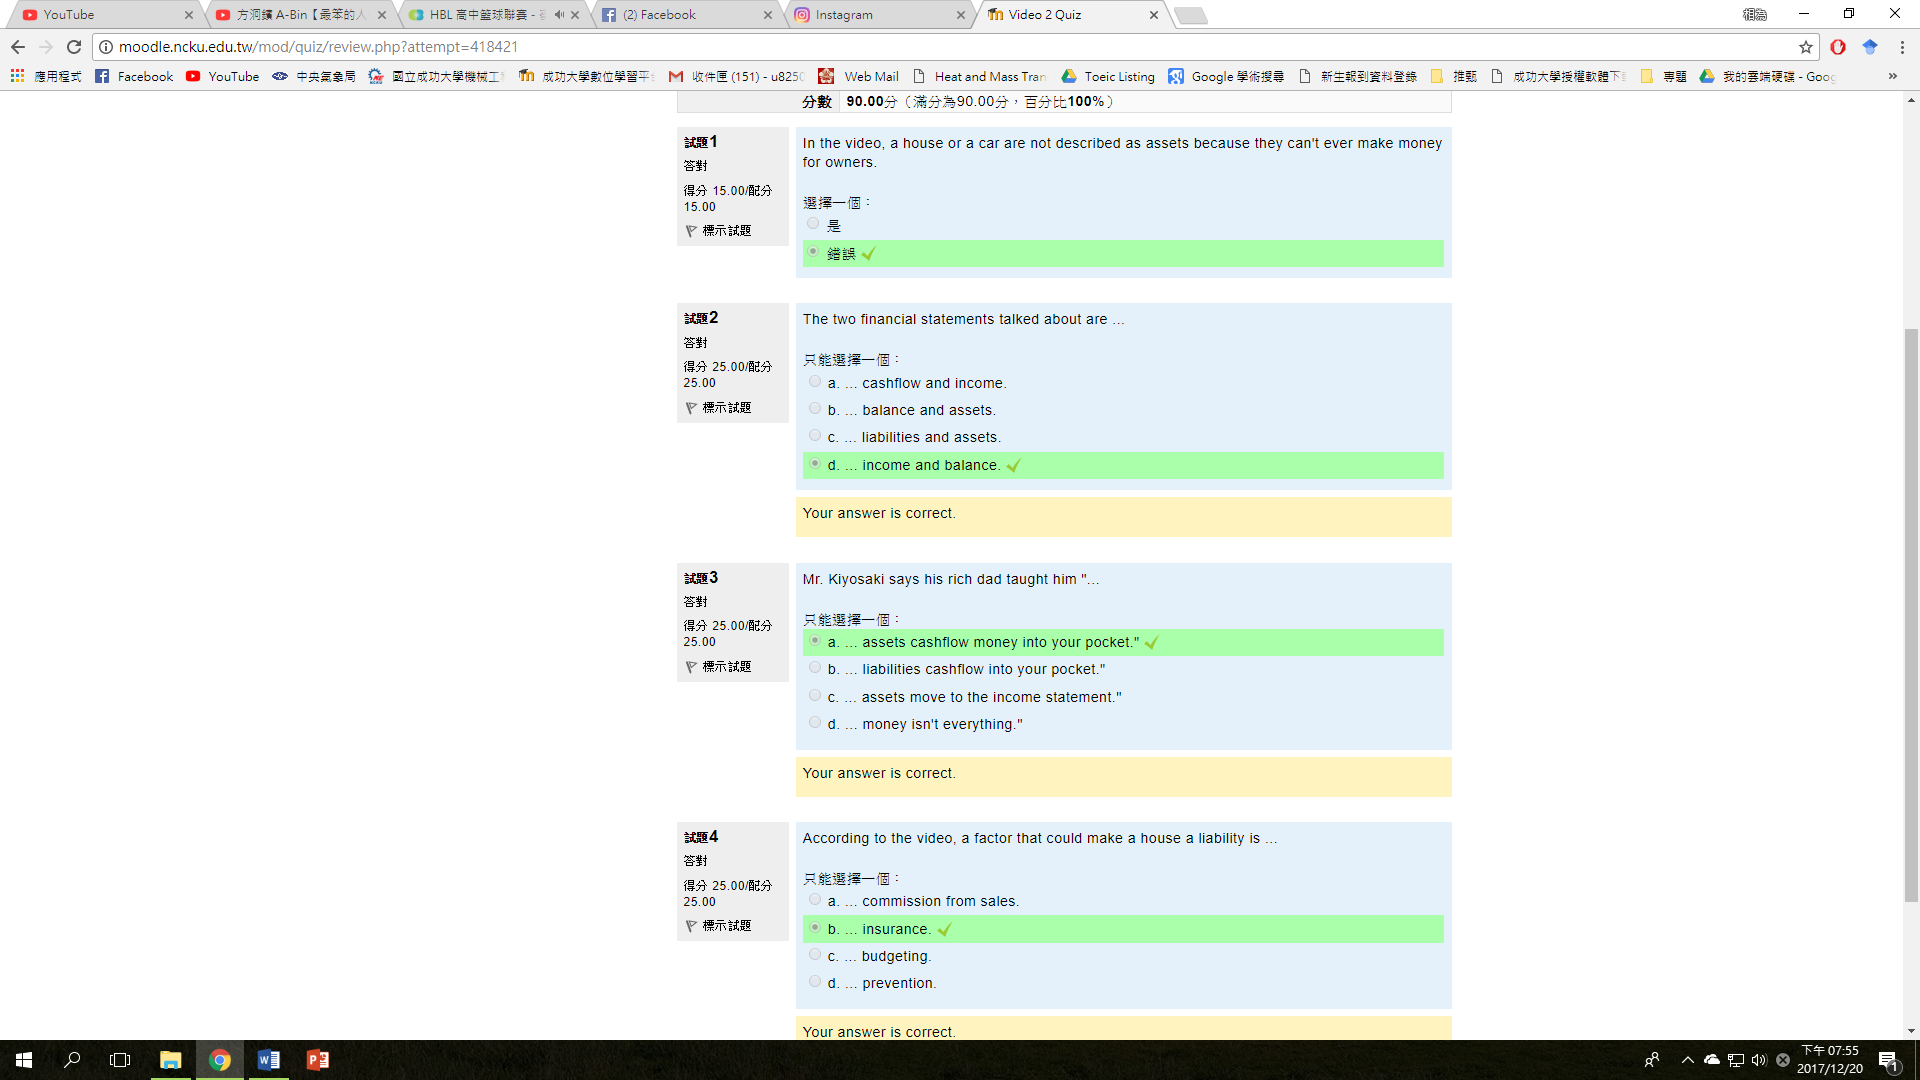 YouTube
方泂鑌 A-Bin【最笨的人
HBL 高中籃球聯賽 -
(2) Facebook
Instagram
Video 2 Quiz
相為
moodle.ncku.edu.tw/mod/quiz/review.php?attempt=418421
應用程式
Facebook
YouTube
中央氣象局
國立成功大學機械工
成功大學數位學習平
收件匣 (151) - u825
Web Mail
Heat and Mass Tran
Toeic Listing
Google 學術搜尋
新生報到資料登錄
推甄
成功大學授權軟體下
專題
我的雲端硬碟 - Goog
»
分數 90.00分（滿分為90.00分，百分比100%）
試題1
答對
得分 15.00/配分
15.00
標示試題
In the video, a house or a car are not described as assets because they can't ever make money
for owners.
選擇一個：
是
錯誤
試題2
答對
得分 25.00/配分
25.00
標示試題
The two financial statements talked about are ...
只能選擇一個：
a. ... cashflow and income.
b. ... balance and assets.
c. ... liabilities and assets.
d. ... income and balance.
Your answer is correct.
試題3
答對
得分 25.00/配分
25.00
標示試題
Mr. Kiyosaki says his rich dad taught him "...
只能選擇一個：
a. ... assets cashflow money into your pocket."
b. ... liabilities cashflow into your pocket."
c. ... assets move to the income statement."
d. ... money isn't everything."
Your answer is correct.
試題4
答對
得分 25.00/配分
25.00
標示試題
According to the video, a factor that could make a house a liability is ...
只能選擇一個：
a. ... commission from sales.
b. ... insurance.
c. ... budgeting.
d. ... prevention.
Your answer is correct.
下午 07:55
2017/12/20
1